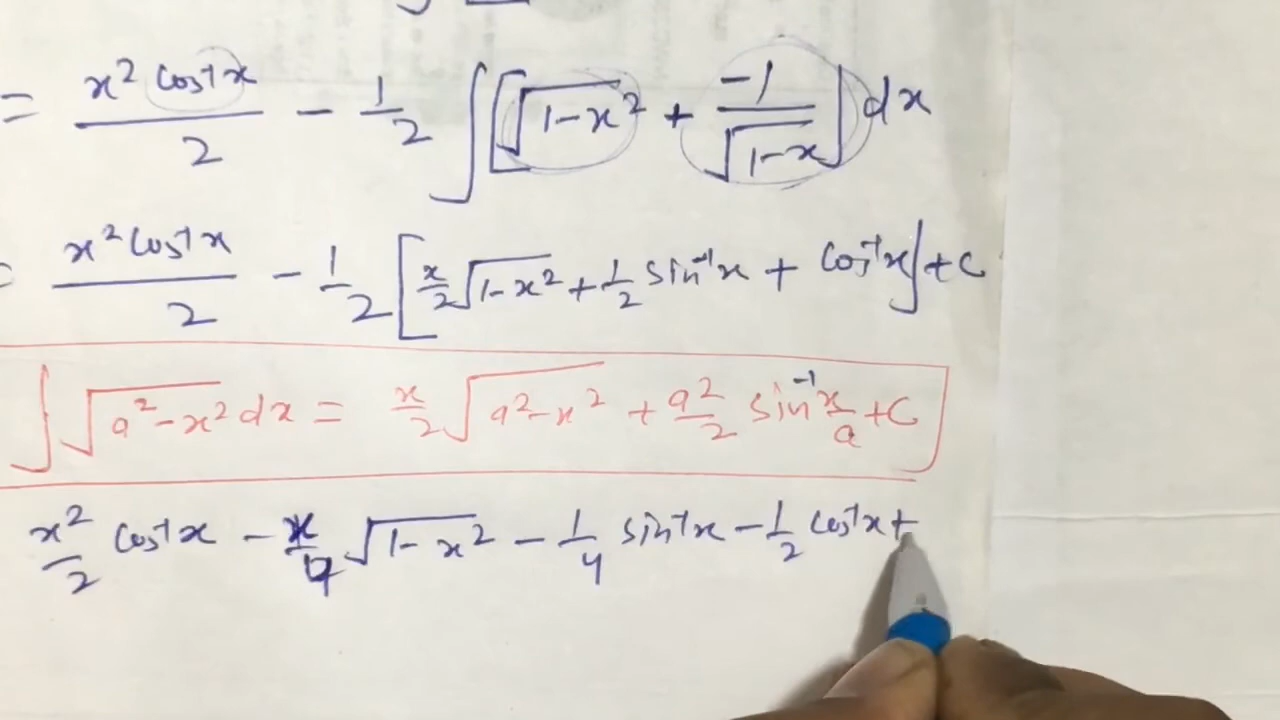 = x² cos⁻¹x / 2 - 1/2 ∫ [√1-x² + -1/√1-x] dx
= x² cos⁻¹x / 2 - 1/2 [x/2 √1-x² + 1/2 sin⁻¹x + cos⁻¹x] + c
∫ √a²-x² dx = x/2 √a²-x² + a²/2 sin⁻¹ x/a + C
x²/2 cos⁻¹x - x/4 √1-x² - 1/4 sin⁻¹x - 1/2 cos⁻¹x +